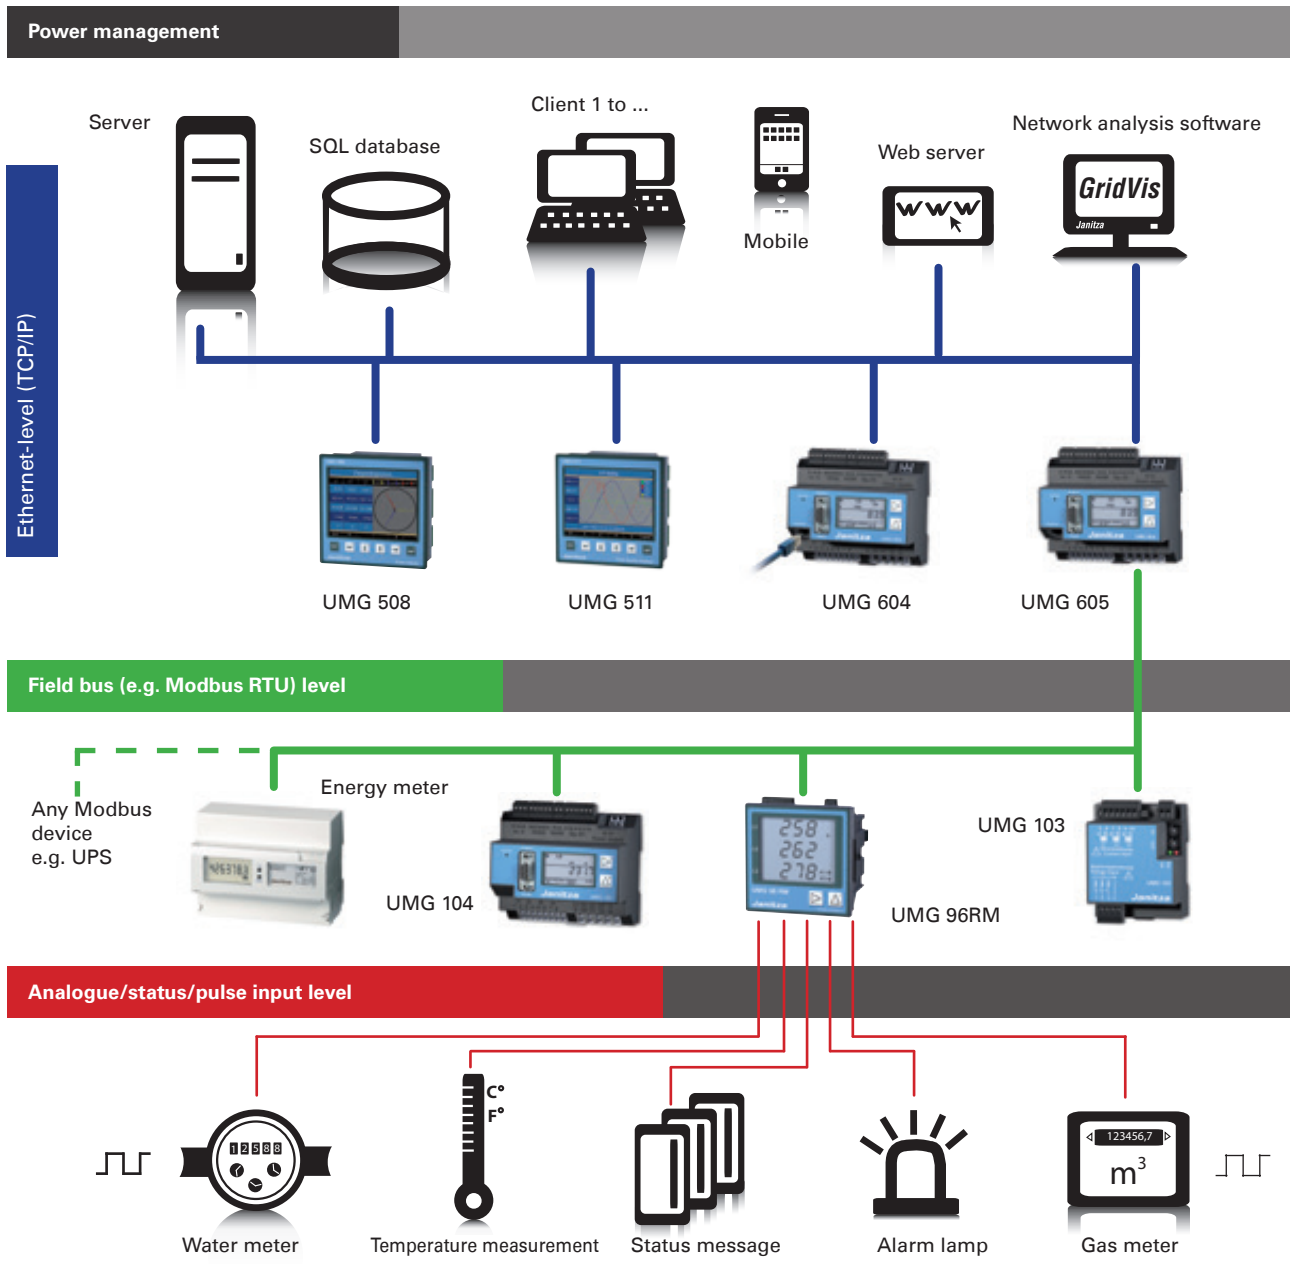 Power management
Server
SQL database
Client 1 to ...
Mobile
Web server
Network analysis software
www
GridVis
Janitza
Ethernet-level (TCP/IP)
UMG 508
UMG 511
UMG 604
UMG 605
Field bus (e.g. Modbus RTU) level
Any Modbus
device
e.g. UPS
Energy meter
UMG 104
258
262
278
Janitza
UMG 96RM
UMG 103
Analogue/status/pulse input level
C°
F°
12588
123456,7
m³
Water meter
Temperature measurement
Status message
Alarm lamp
Gas meter